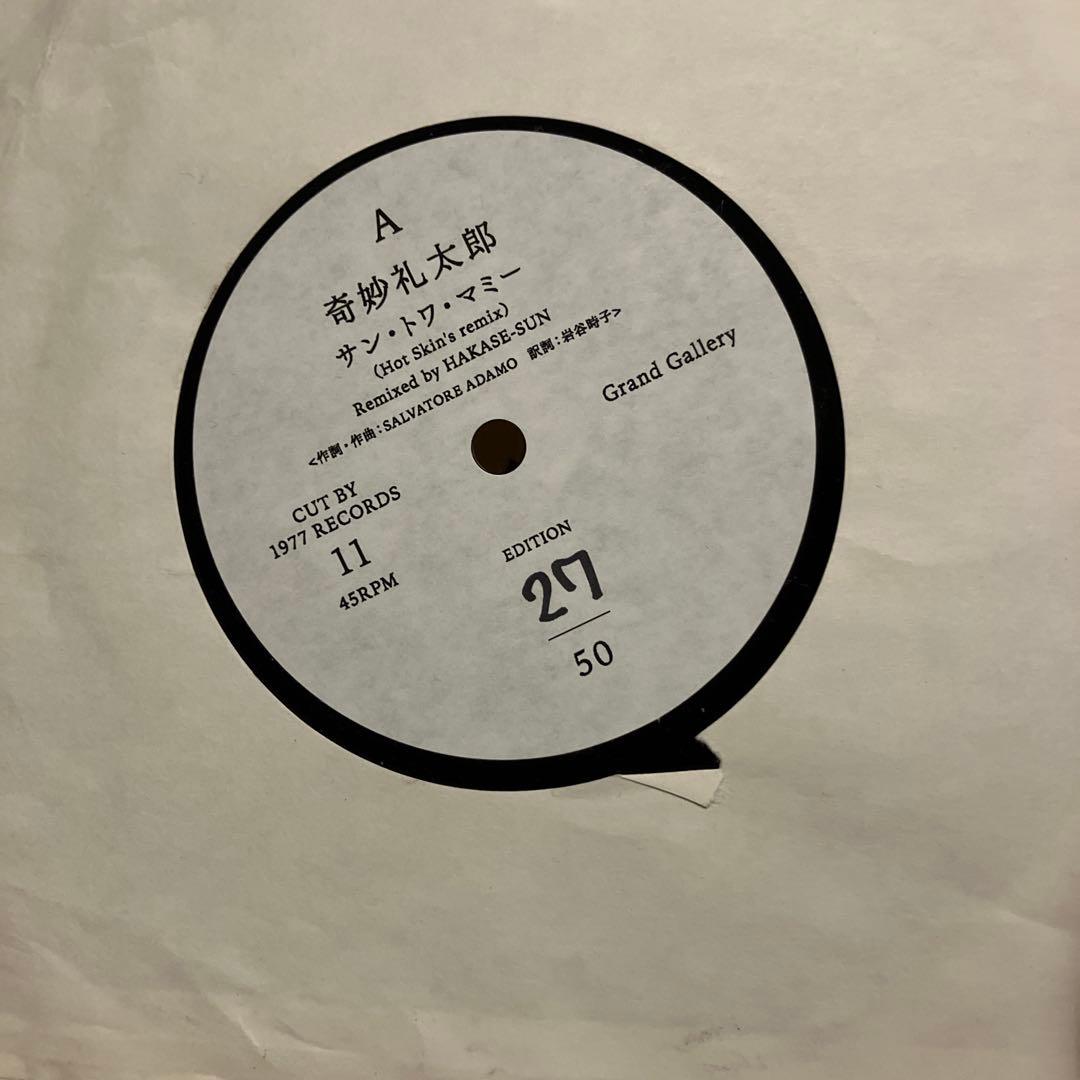 A
奇妙礼太郎
サン・トワ・マミー
(Hot Skin's remix)
Remixed by HAKASE-SUN
<作詞・作曲：SALVATORE ADAMO　訳詞：岩谷時子>
Grand Gallery
CUT BY
1977 RECORDS
11
45RPM
EDITION
27
50